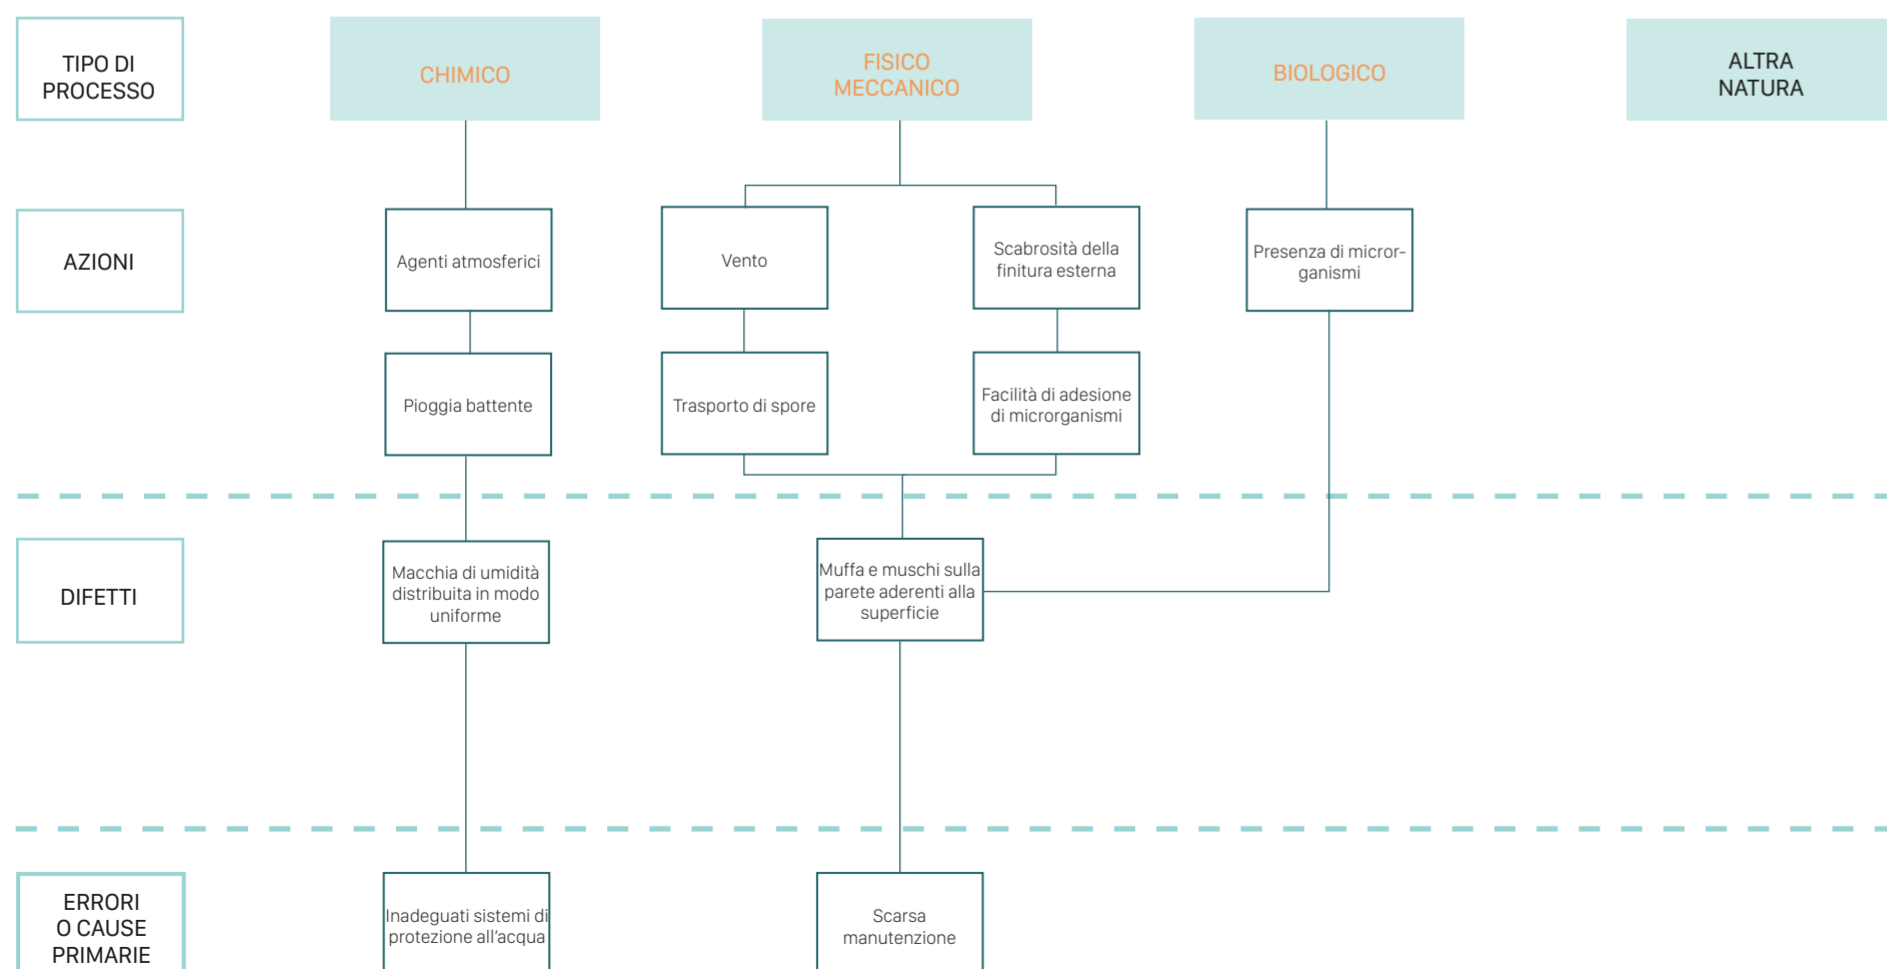 TIPO DI
PROCESSO
CHIMICO
FISICO
MECCANICO
BIOLOGICO
ALTRA
NATURA
AZIONI
Agenti atmosferici
Vento
Scabrosità della
finitura esterna
Presenza di micror-
ganismi
Pioggia battente
Trasporto di spore
Facilità di adesione
di microrganismi
DIFETTI
Macchia di umidità
distribuita in modo
uniforme
Muffa e muschi sulla
parete aderenti alla
superficie
ERRORI
O CAUSE
PRIMARIE
Inadeguati sistemi di
protezione all'acqua
Scarsa
manutenzione